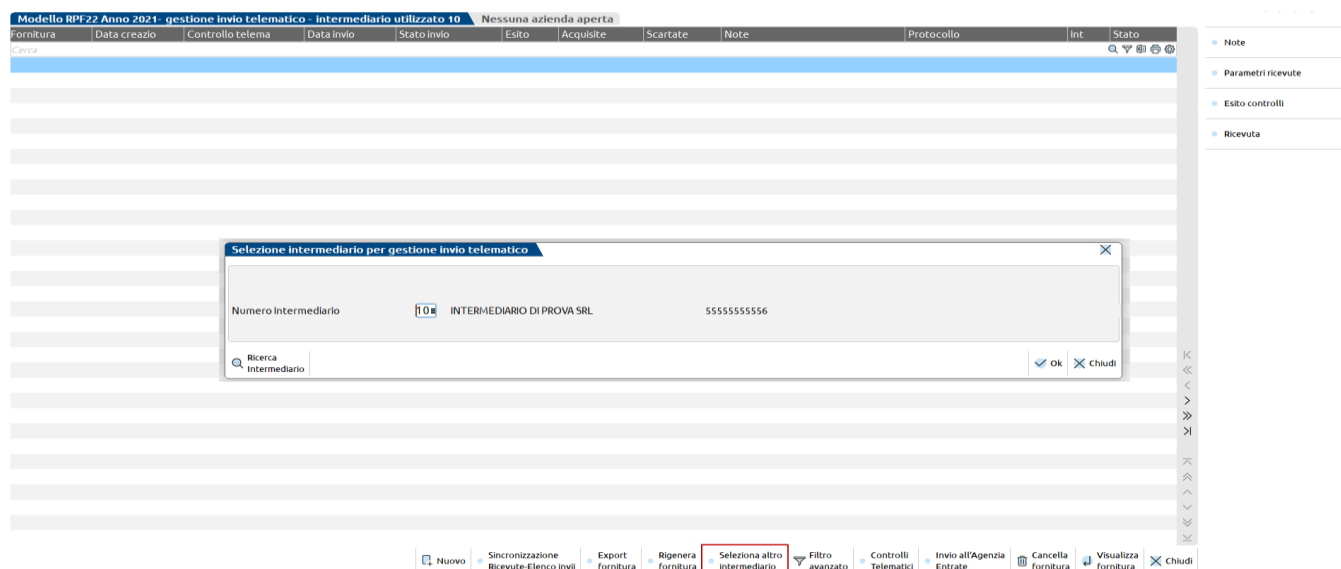 Modello RPF22 Anno 2021- gestione invio telematico - intermediario utilizzato 10 Nessuna azienda aperta
Fornitura Data creazio Controllo telema Data invio Stato invio Esito Acquisite Scartate Note Protocollo Int Stato
Cerca
Note
Parametri ricevute
Esito controlli
Ricevuta
Selezione intermediario per gestione invio telematico
Numero Intermediario 10 INTERMEDIARIO DI PROVA SRL 55555555556
Ricerca
Intermediario
Ok Chiudi
Nuovo
Sincronizzazione
Ricevute-Elenco invii
Export
fornitura
Rigenera
fornitura
Seleziona altro
intermediario
Filtro
avanzato
Controlli
Telematici
Invio all'Agenzia
Entrate
Cancella
fornitura
Visualizza
fornitura
Chiudi